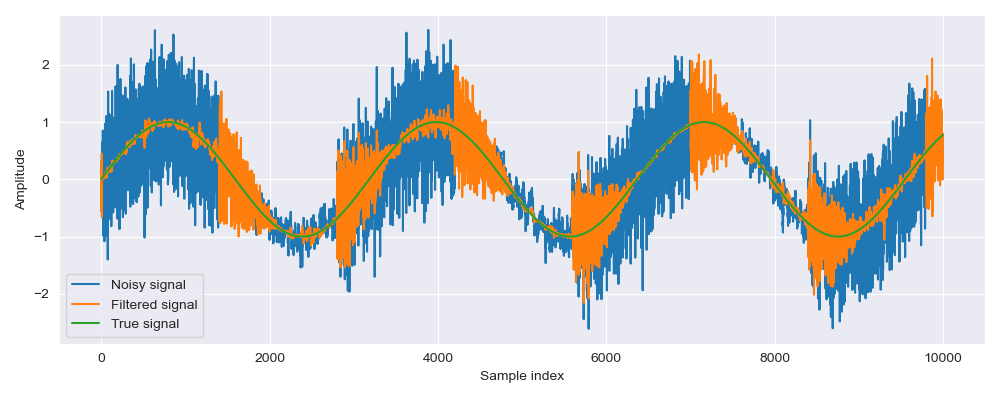 2
1
0
−1
−2
Amplitude
Noisy signal
Filtered signal
True signal
0
2000
4000
6000
8000
10000
Sample index